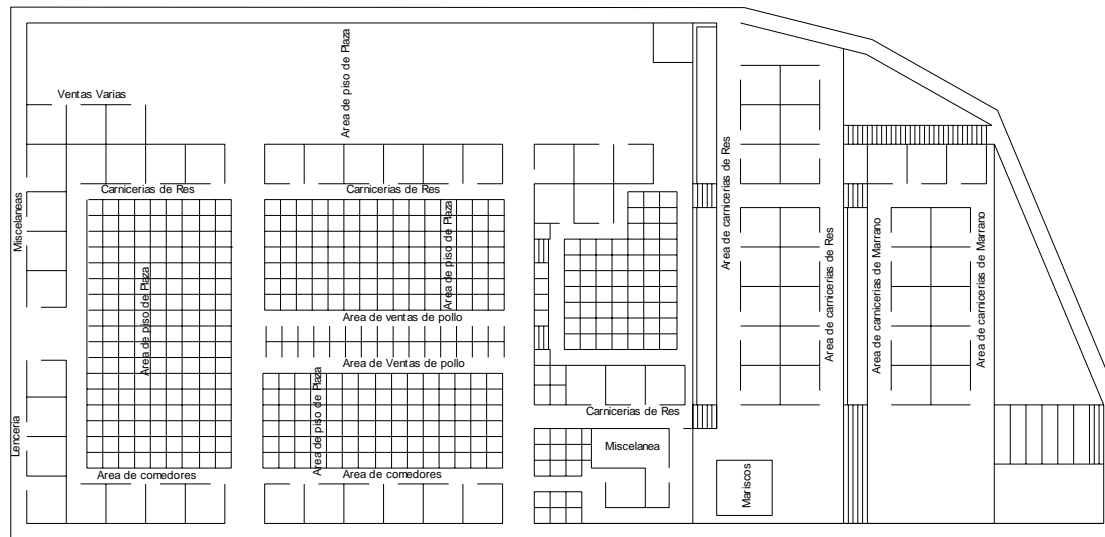 Area de piso de Plaza
Ventas Varias
Carnicerias de Res
Carnicerias de Res
Miscelaneas
Area de piso de Plaza
Area de piso de Plaza
Area de carnicerias de Res
Area de carnicerias de Res
Area de carnicerias de Marrano
Area de carnicerias de Marrano
Area de ventas de pollo
Area de Ventas de pollo
Area de piso de Plaza
Carnicerias de Res
Lenceria
Miscelanea
Area de comedores
Area de comedores
Mariscos